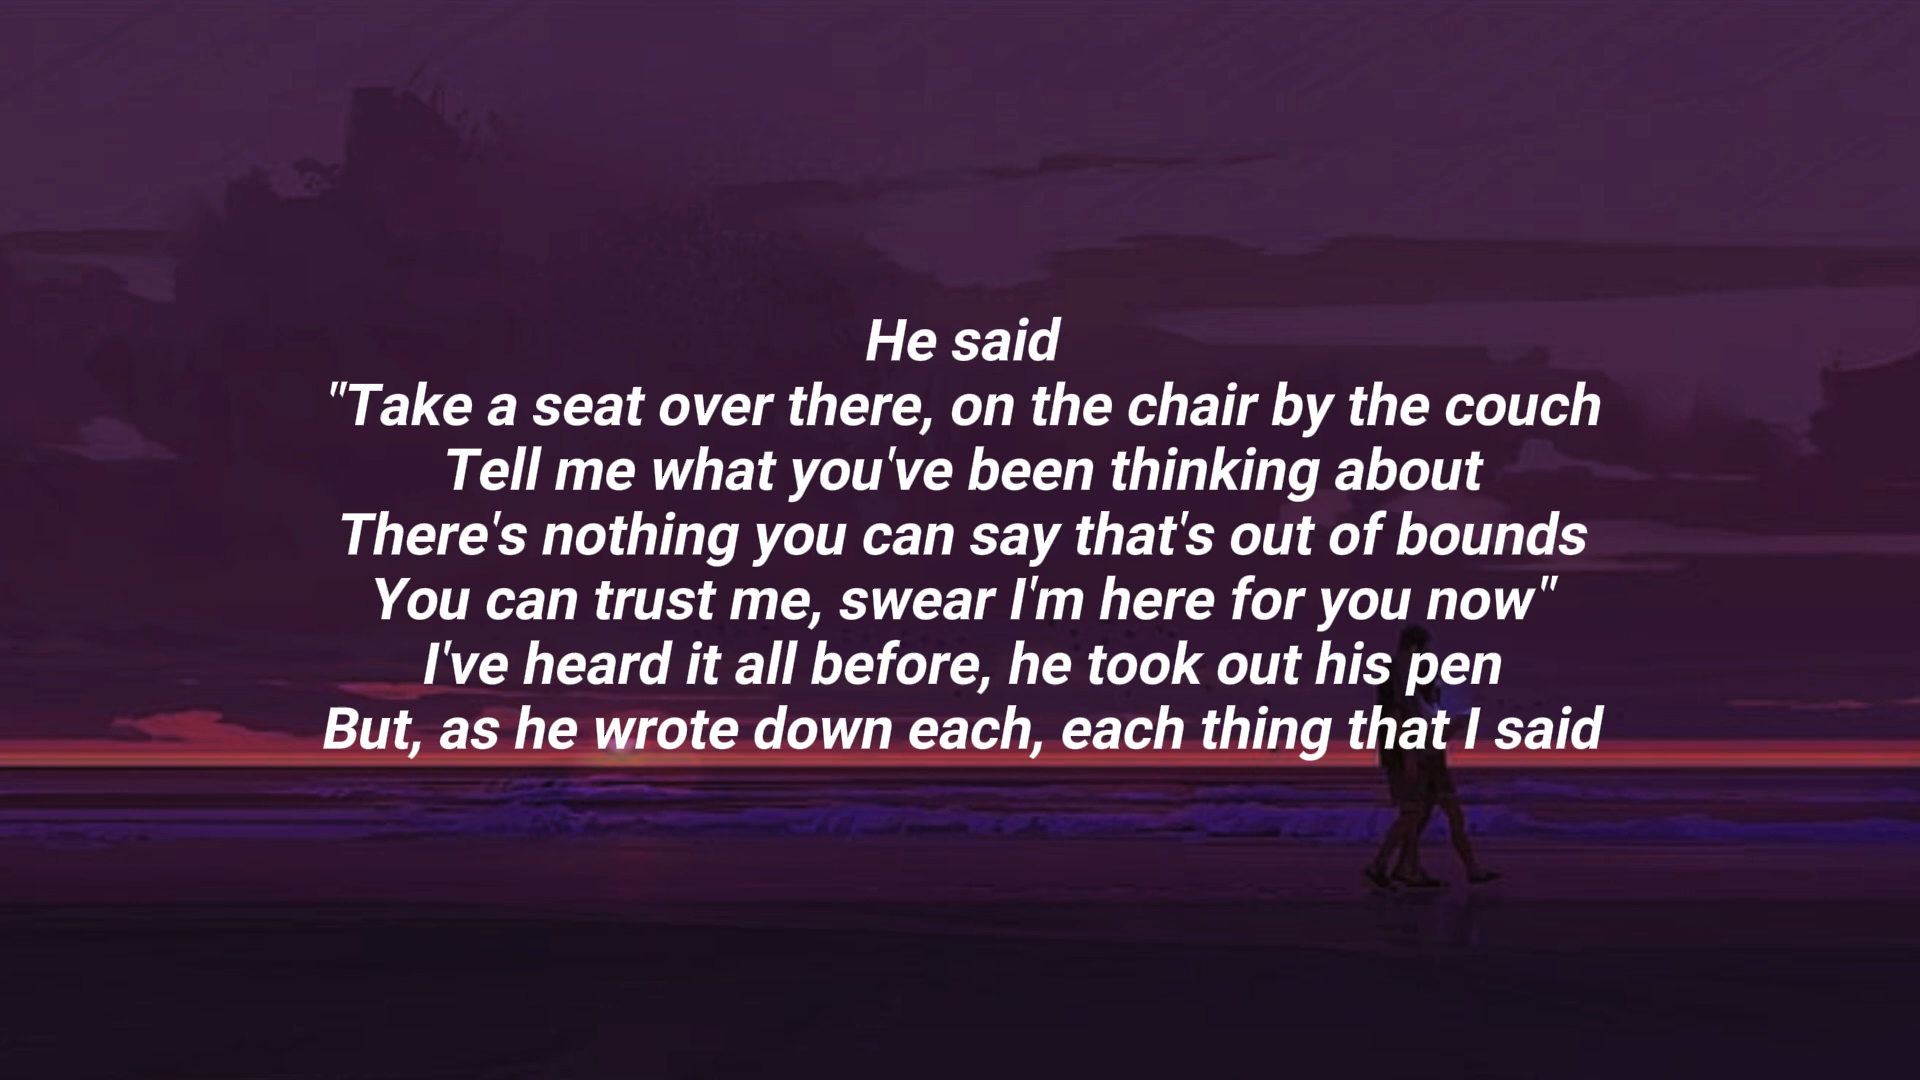 He said
"Take a seat over there, on the chair by the couch
Tell me what you've been thinking about
There's nothing you can say that's out of bounds
You can trust me, swear I'm here for you now"
I've heard it all before, he took out his pen
But, as he wrote down each, each thing that I said